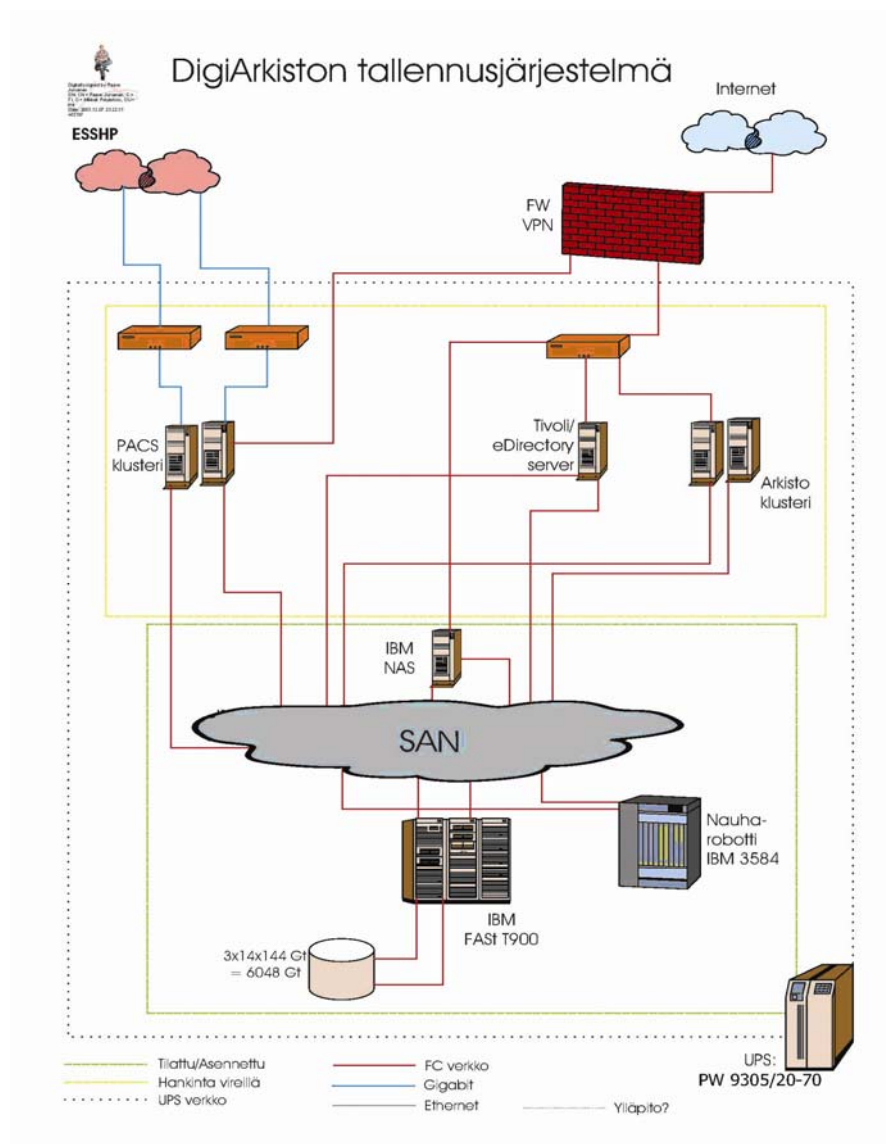 DigiArkiston tallennusjärjestelmä
Internet
ESSHP
FW
VPN
PACS
klusteri
Tivoli/
eDirectory
server
Arkisto
klusteri
IBM
NAS
SAN
Nauha-
robotti
IBM 3584
IBM
FASt T900
3x14x144 Gt
= 6048 Gt
Tilattu/Asennettu
Hankinta vireillä
UPS verkko
FC verkko
Gigabit
Ethernet
Ylläpito?
UPS:
PW 9305/20-70